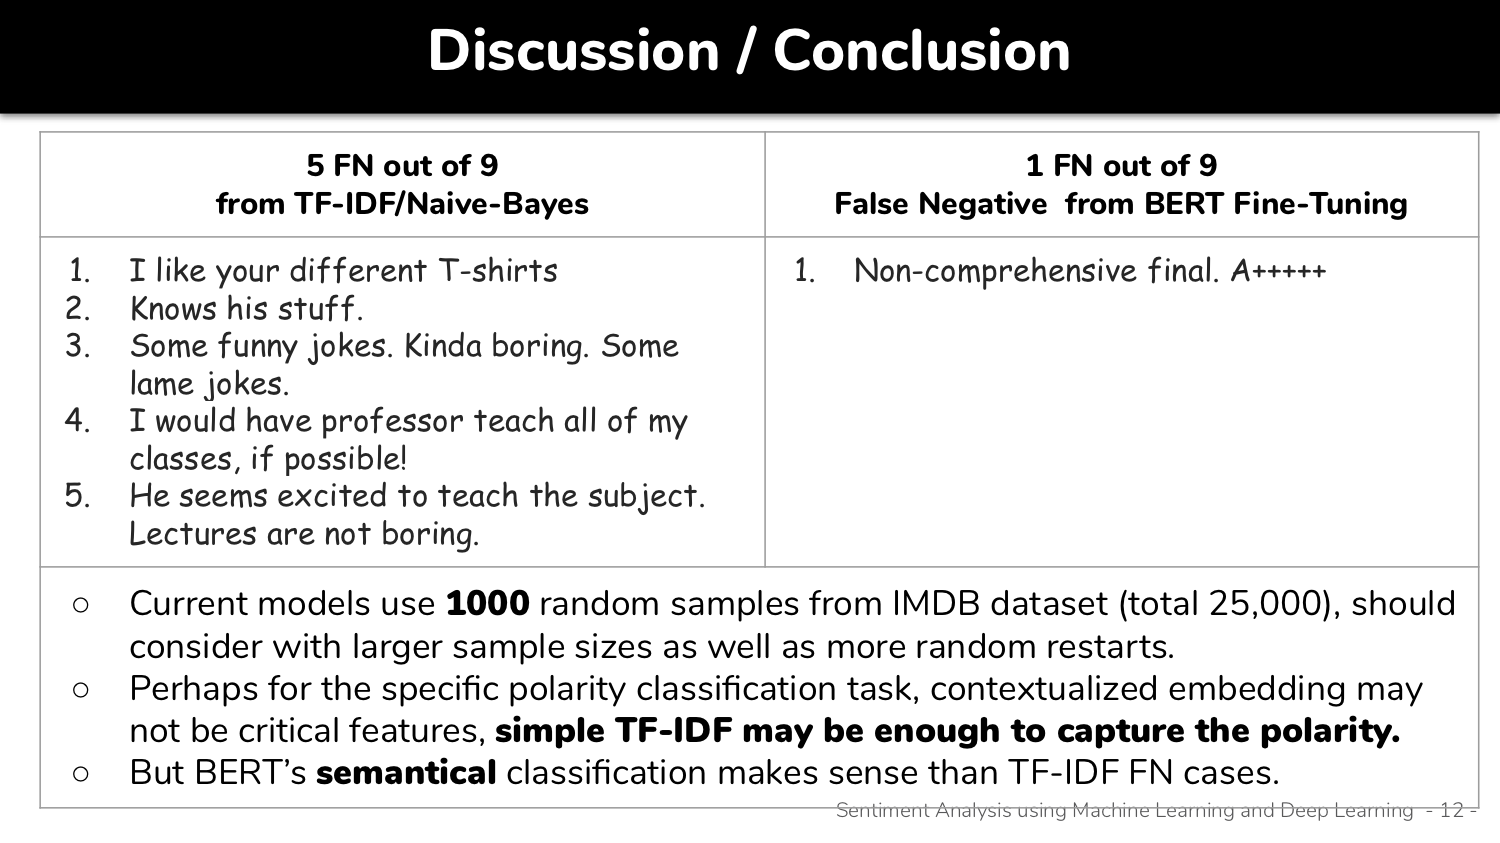 Discussion / Conclusion
5 FN out of 9
from TF-IDF/Naive-Bayes
1 FN out of 9
False Negative from BERT Fine-Tuning
1. I like your different T-shirts
2. Knows his stuff.
3. Some funny jokes. Kinda boring. Some
lame jokes.
4. I would have professor teach all of my
classes, if possible!
5. He seems excited to teach the subject.
Lectures are not boring.
1. Non-comprehensive final. A+++++
○ Current models use 1000 random samples from IMDB dataset (total 25,000), should
consider with larger sample sizes as well as more random restarts.
○ Perhaps for the specific polarity classification task, contextualized embedding may
not be critical features, simple TF-IDF may be enough to capture the polarity.
○ But BERT’s semantical classification makes sense than TF-IDF FN cases.
Sentiment Analysis using Machine Learning and Deep Learning - 12 -